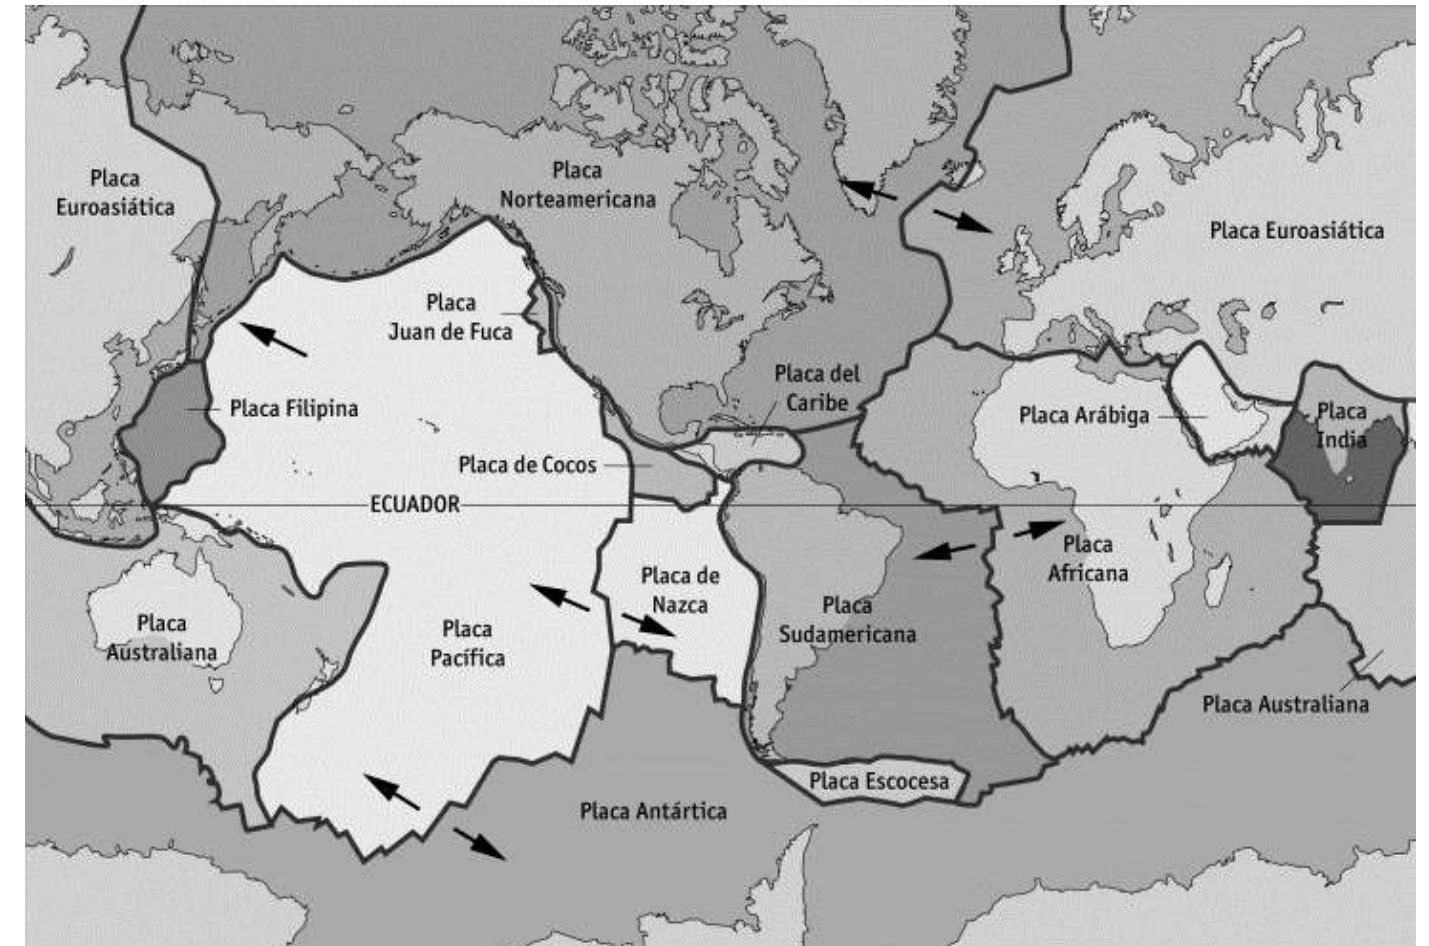 Placa
Euroasiática
Placa
Norteamericana
Placa Euroasiática
Placa
Juan de Fuca
Placa del
Caribe
Placa Filipina
Placa Arábiga
Placa
India
Placa de Cocos
ECUADOR
Placa
Africana
Placa de
Nazca
Placa
Sudamericana
Placa
Australiana
Placa
Pacífica
Placa Australiana
Placa Escocesa
Placa Antártica